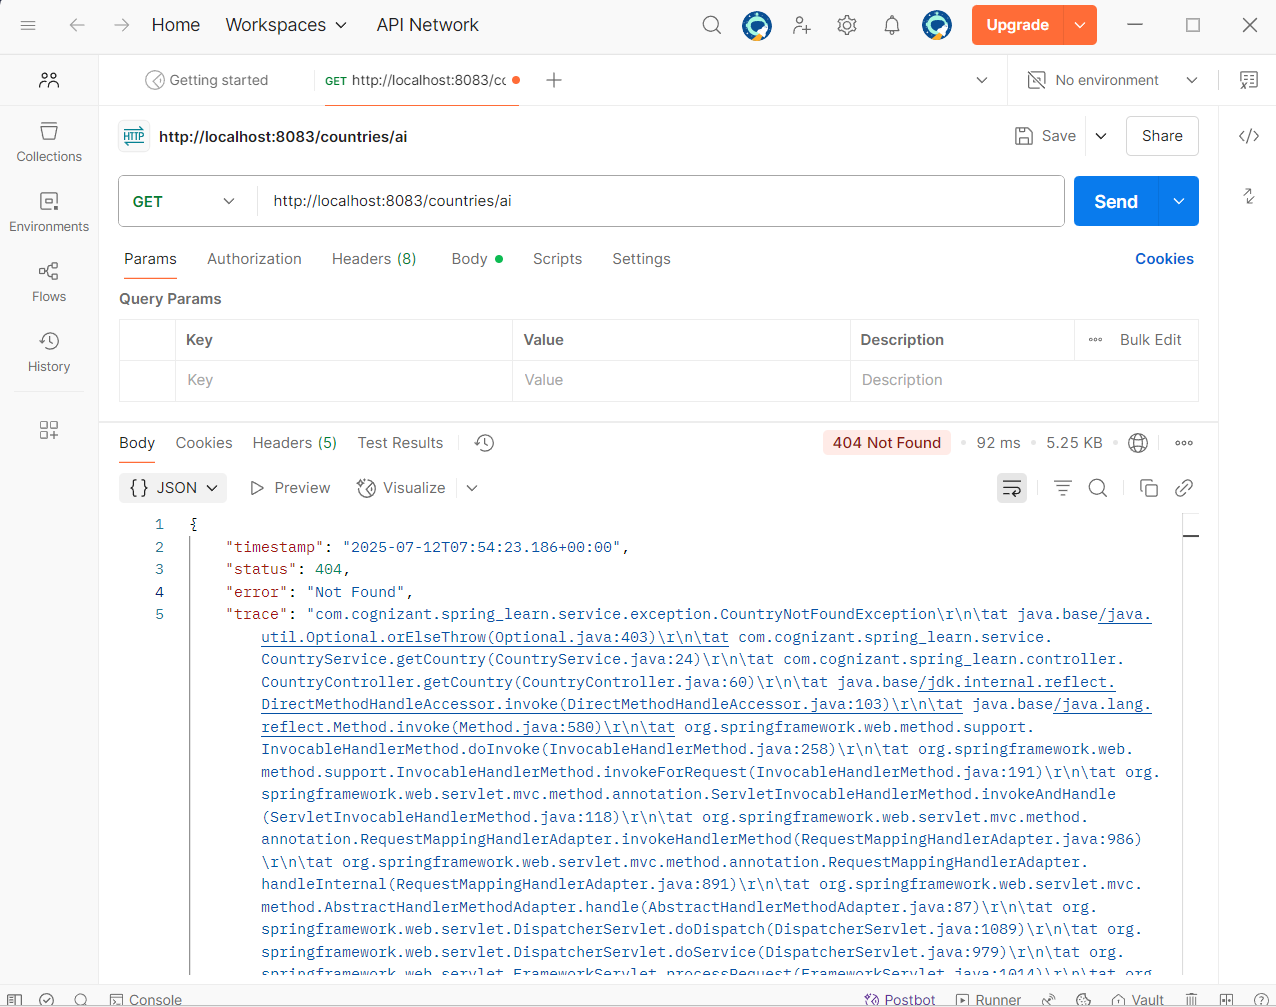 Home Workspaces API Network Upgrade
Getting started GET http://localhost:8083/cc No environment
HTTP http://localhost:8083/countries/ai Save Share
Collections
GET http://localhost:8083/countries/ai Send
Environments
Params Authorization Headers (8) Body Scripts Settings Cookies
Flows
Query Params
Key Value Description Bulk Edit
History
Key Value Description
Body Cookies Headers (5) Test Results 404 Not Found 92 ms 5.25 KB
{} JSON Preview Visualize
1 {
2 "timestamp": "2025-07-12T07:54:23.186+00:00",
3 "status": 404,
4 "error": "Not Found",
5 "trace": "com.cognizant.spring_learn.service.exception.CountryNotFoundException\r\n\tat java.base/java.
util.Optional.orElseThrow(Optional.java:403)\r\n\tat com.cognizant.spring_learn.service.
CountryService.getCountry(CountryService.java:24)\r\n\tat com.cognizant.spring_learn.controller.
CountryController.getCountry(CountryController.java:60)\r\n\tat java.base/jdk.internal.reflect.
DirectMethodHandleAccessor.invoke(DirectMethodHandleAccessor.java:103)\r\n\tat java.base/java.lang.
reflect.Method.invoke(Method.java:580)\r\n\tat org.springframework.web.method.support.
InvocableHandlerMethod.doInvoke(InvocableHandlerMethod.java:258)\r\n\tat org.springframework.web.
method.support.InvocableHandlerMethod.invokeForRequest(InvocableHandlerMethod.java:191)\r\n\tat org.
springframework.web.servlet.mvc.method.annotation.ServletInvocableHandlerMethod.invokeAndHandle
(ServletInvocableHandlerMethod.java:118)\r\n\tat org.springframework.web.servlet.mvc.method.
annotation.RequestMappingHandlerAdapter.invokeHandlerMethod(RequestMappingHandlerAdapter.java:986)
\r\n\tat org.springframework.web.servlet.mvc.method.annotation.RequestMappingHandlerAdapter.
handleInternal(RequestMappingHandlerAdapter.java:891)\r\n\tat org.springframework.web.servlet.mvc.
method.AbstractHandlerMethodAdapter.handle(AbstractHandlerMethodAdapter.java:87)\r\n\tat org.
springframework.web.servlet.DispatcherServlet.doDispatch(DispatcherServlet.java:1089)\r\n\tat org.
springframework.web.servlet.DispatcherServlet.doService(DispatcherServlet.java:979)\r\n\tat org.
springframework.web.servlet.FrameworkServlet.processRequest(FrameworkServlet.java:1014)\r\n\tat org
Console Postbot Runner Vault